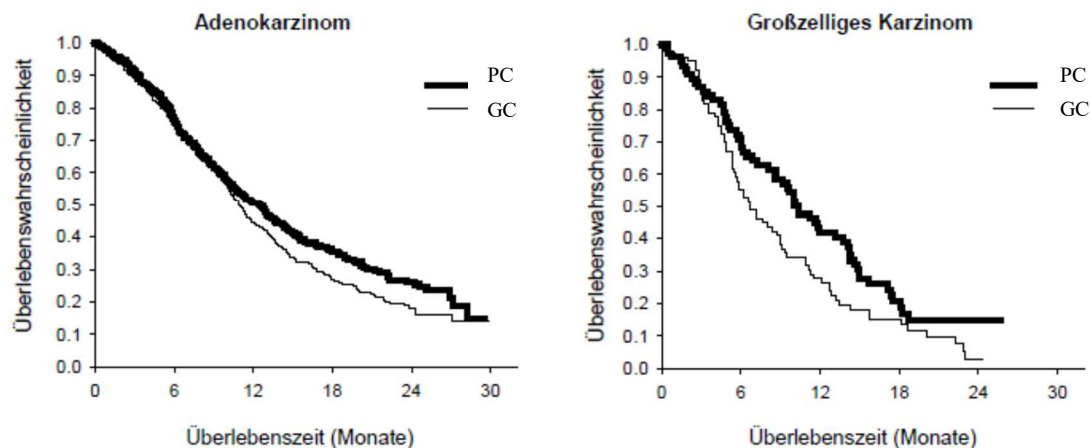 Adenokarzinom
1.0
0.9
0.8
0.7
0.6
0.5
0.4
0.3
0.2
0.1
0.0
Überlebenswahrscheinlichkeit
PC
GC
0 6 12 18 24 30
Überlebenszeit (Monate)
Großzelliges Karzinom
1.0
0.9
0.8
0.7
0.6
0.5
0.4
0.3
0.2
0.1
0.0
Überlebenswahrscheinlichkeit
PC
GC
0 6 12 18 24 30
Überlebenszeit (Monate)